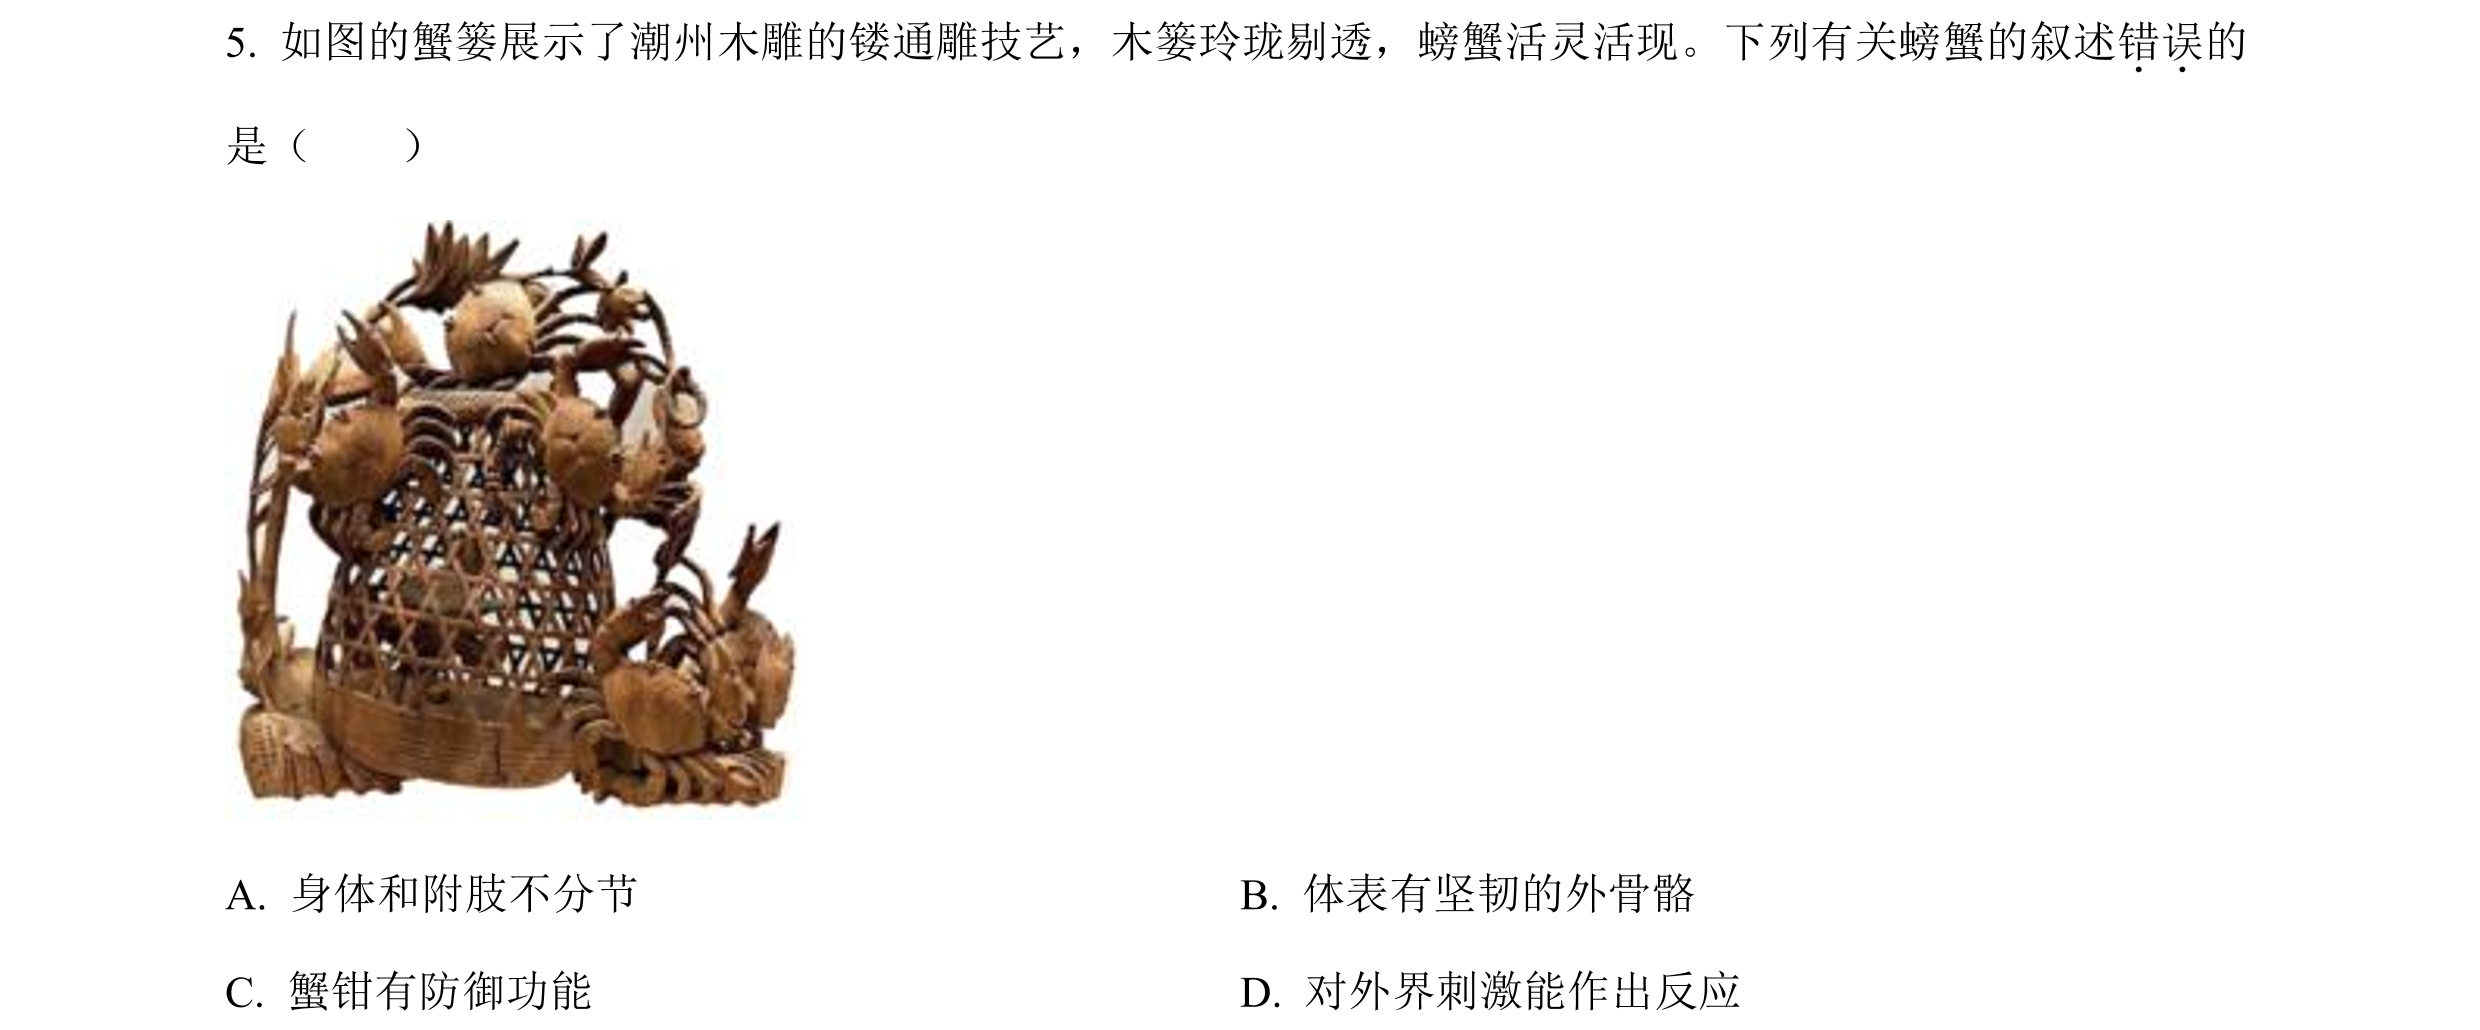 5. 如图的蟹篓展示了潮州木雕的镂通雕技艺，木篓玲珑剔透，螃蟹活灵活现。下列有关螃蟹的叙述错误的
是（　　）
A. 身体和附肢不分节
B. 体表有坚韧的外骨骼
C. 蟹钳有防御功能
D. 对外界刺激能作出反应